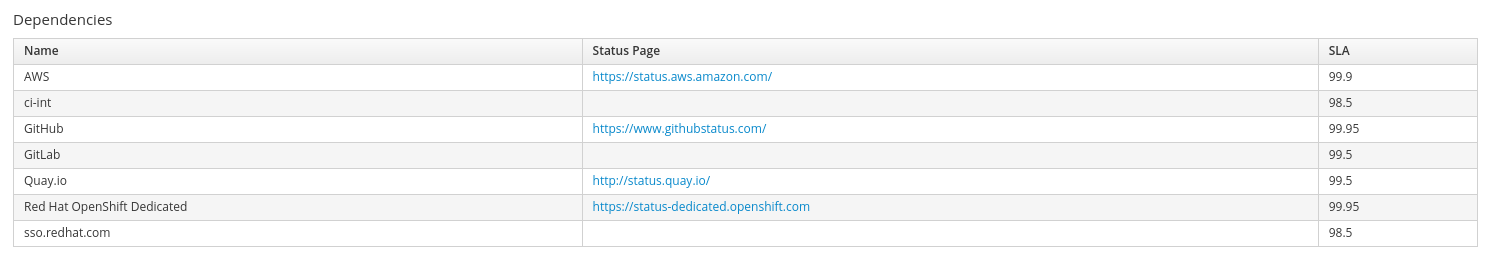 Dependencies
Name Status Page SLA
AWS https://status.aws.amazon.com/ 99.9
ci-int 98.5
GitHub https://www.githubstatus.com/ 99.95
GitLab 99.5
Quay.io http://status.quay.io/ 99.5
Red Hat OpenShift Dedicated https://status-dedicated.openshift.com 99.95
sso.redhat.com 98.5